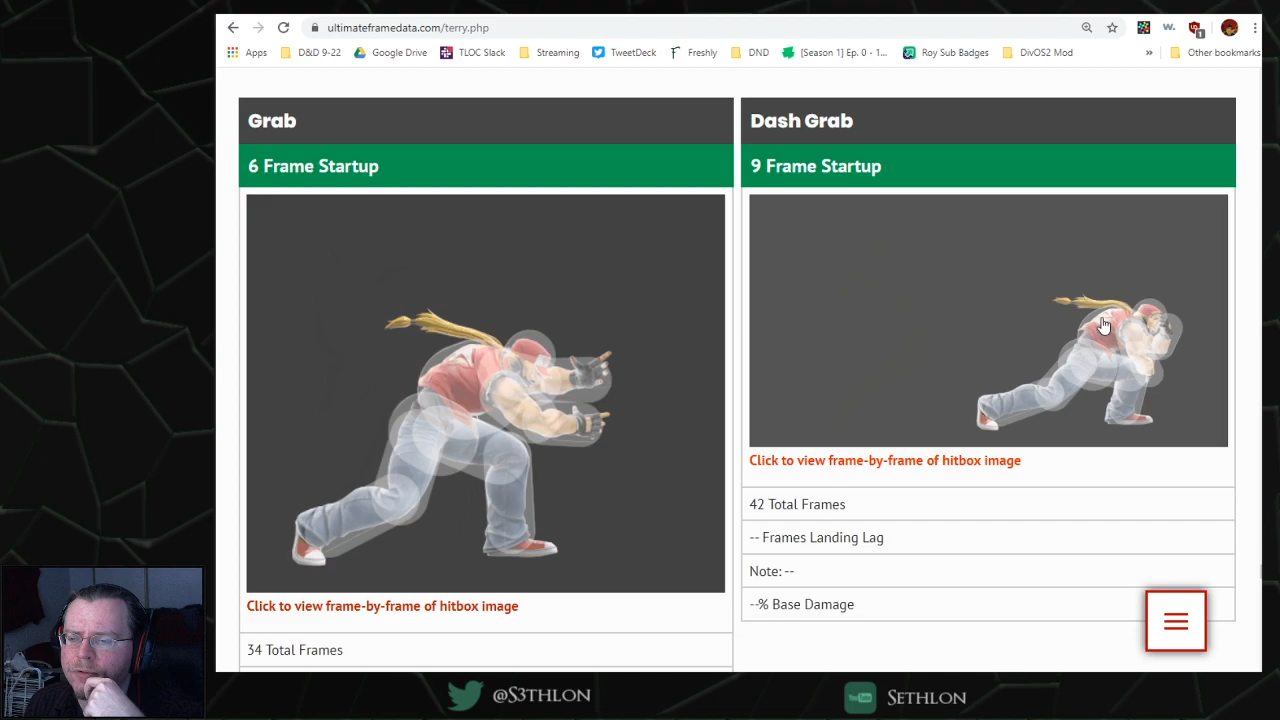 ultimateframedata.com/terry.php
Apps
D&D 9-22
Google Drive
TLOC Slack
Streaming
TweetDeck
Freshly
DND
[Season 1] Ep. 0 - 1...
Roy Sub Badges
DivOS2 Mod
»
Other bookmarks
Grab
6 Frame Startup
Click to view frame-by-frame of hitbox image
34 Total Frames
Dash Grab
9 Frame Startup
Click to view frame-by-frame of hitbox image
42 Total Frames
-- Frames Landing Lag
Note: --
--% Base Damage
@S3THLON
SETHLON